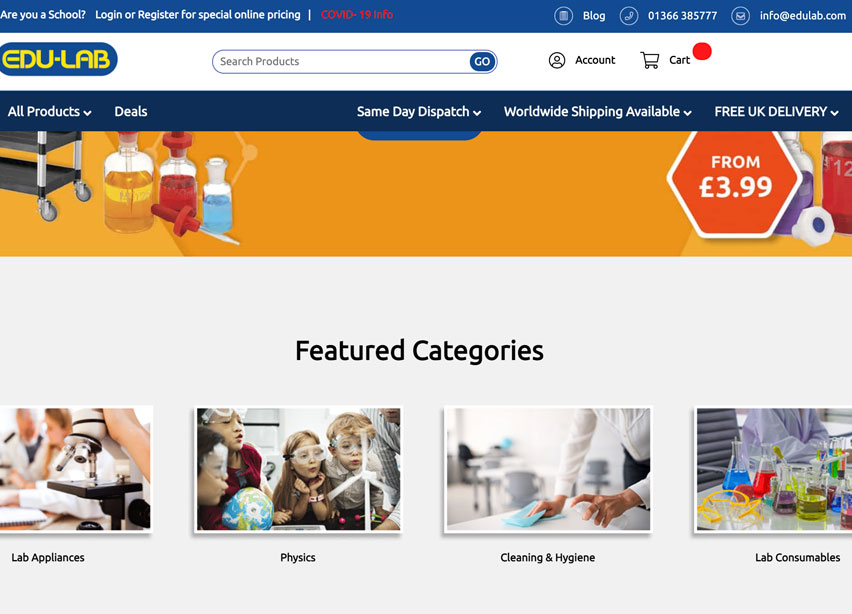 Are you a School? Login or Register for special online pricing | COVID- 19 Info
Blog 01366 385777 info@edulab.com
EDU-LAB
Search Products GO
Account Cart
All Products Deals Same Day Dispatch Worldwide Shipping Available FREE UK DELIVERY
FROM
£3.99
Featured Categories
Lab Appliances Physics Cleaning & Hygiene Lab Consumables